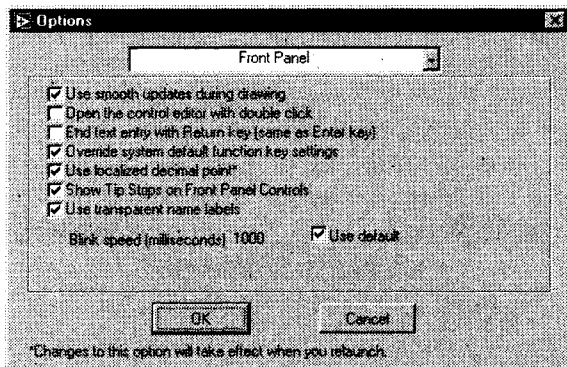 Options
Front Panel
Use smooth updates during drawing
Open the control editor with double click
End text entry with Return key (same as Enter key)
Override system default function key settings
Use localized decimal point*
Show Tip Strips on Front Panel Controls
Use transparent name labels
Blink speed (milliseconds) 1000 Use default
OK Cancel
*Changes to this option will take effect when you relaunch.